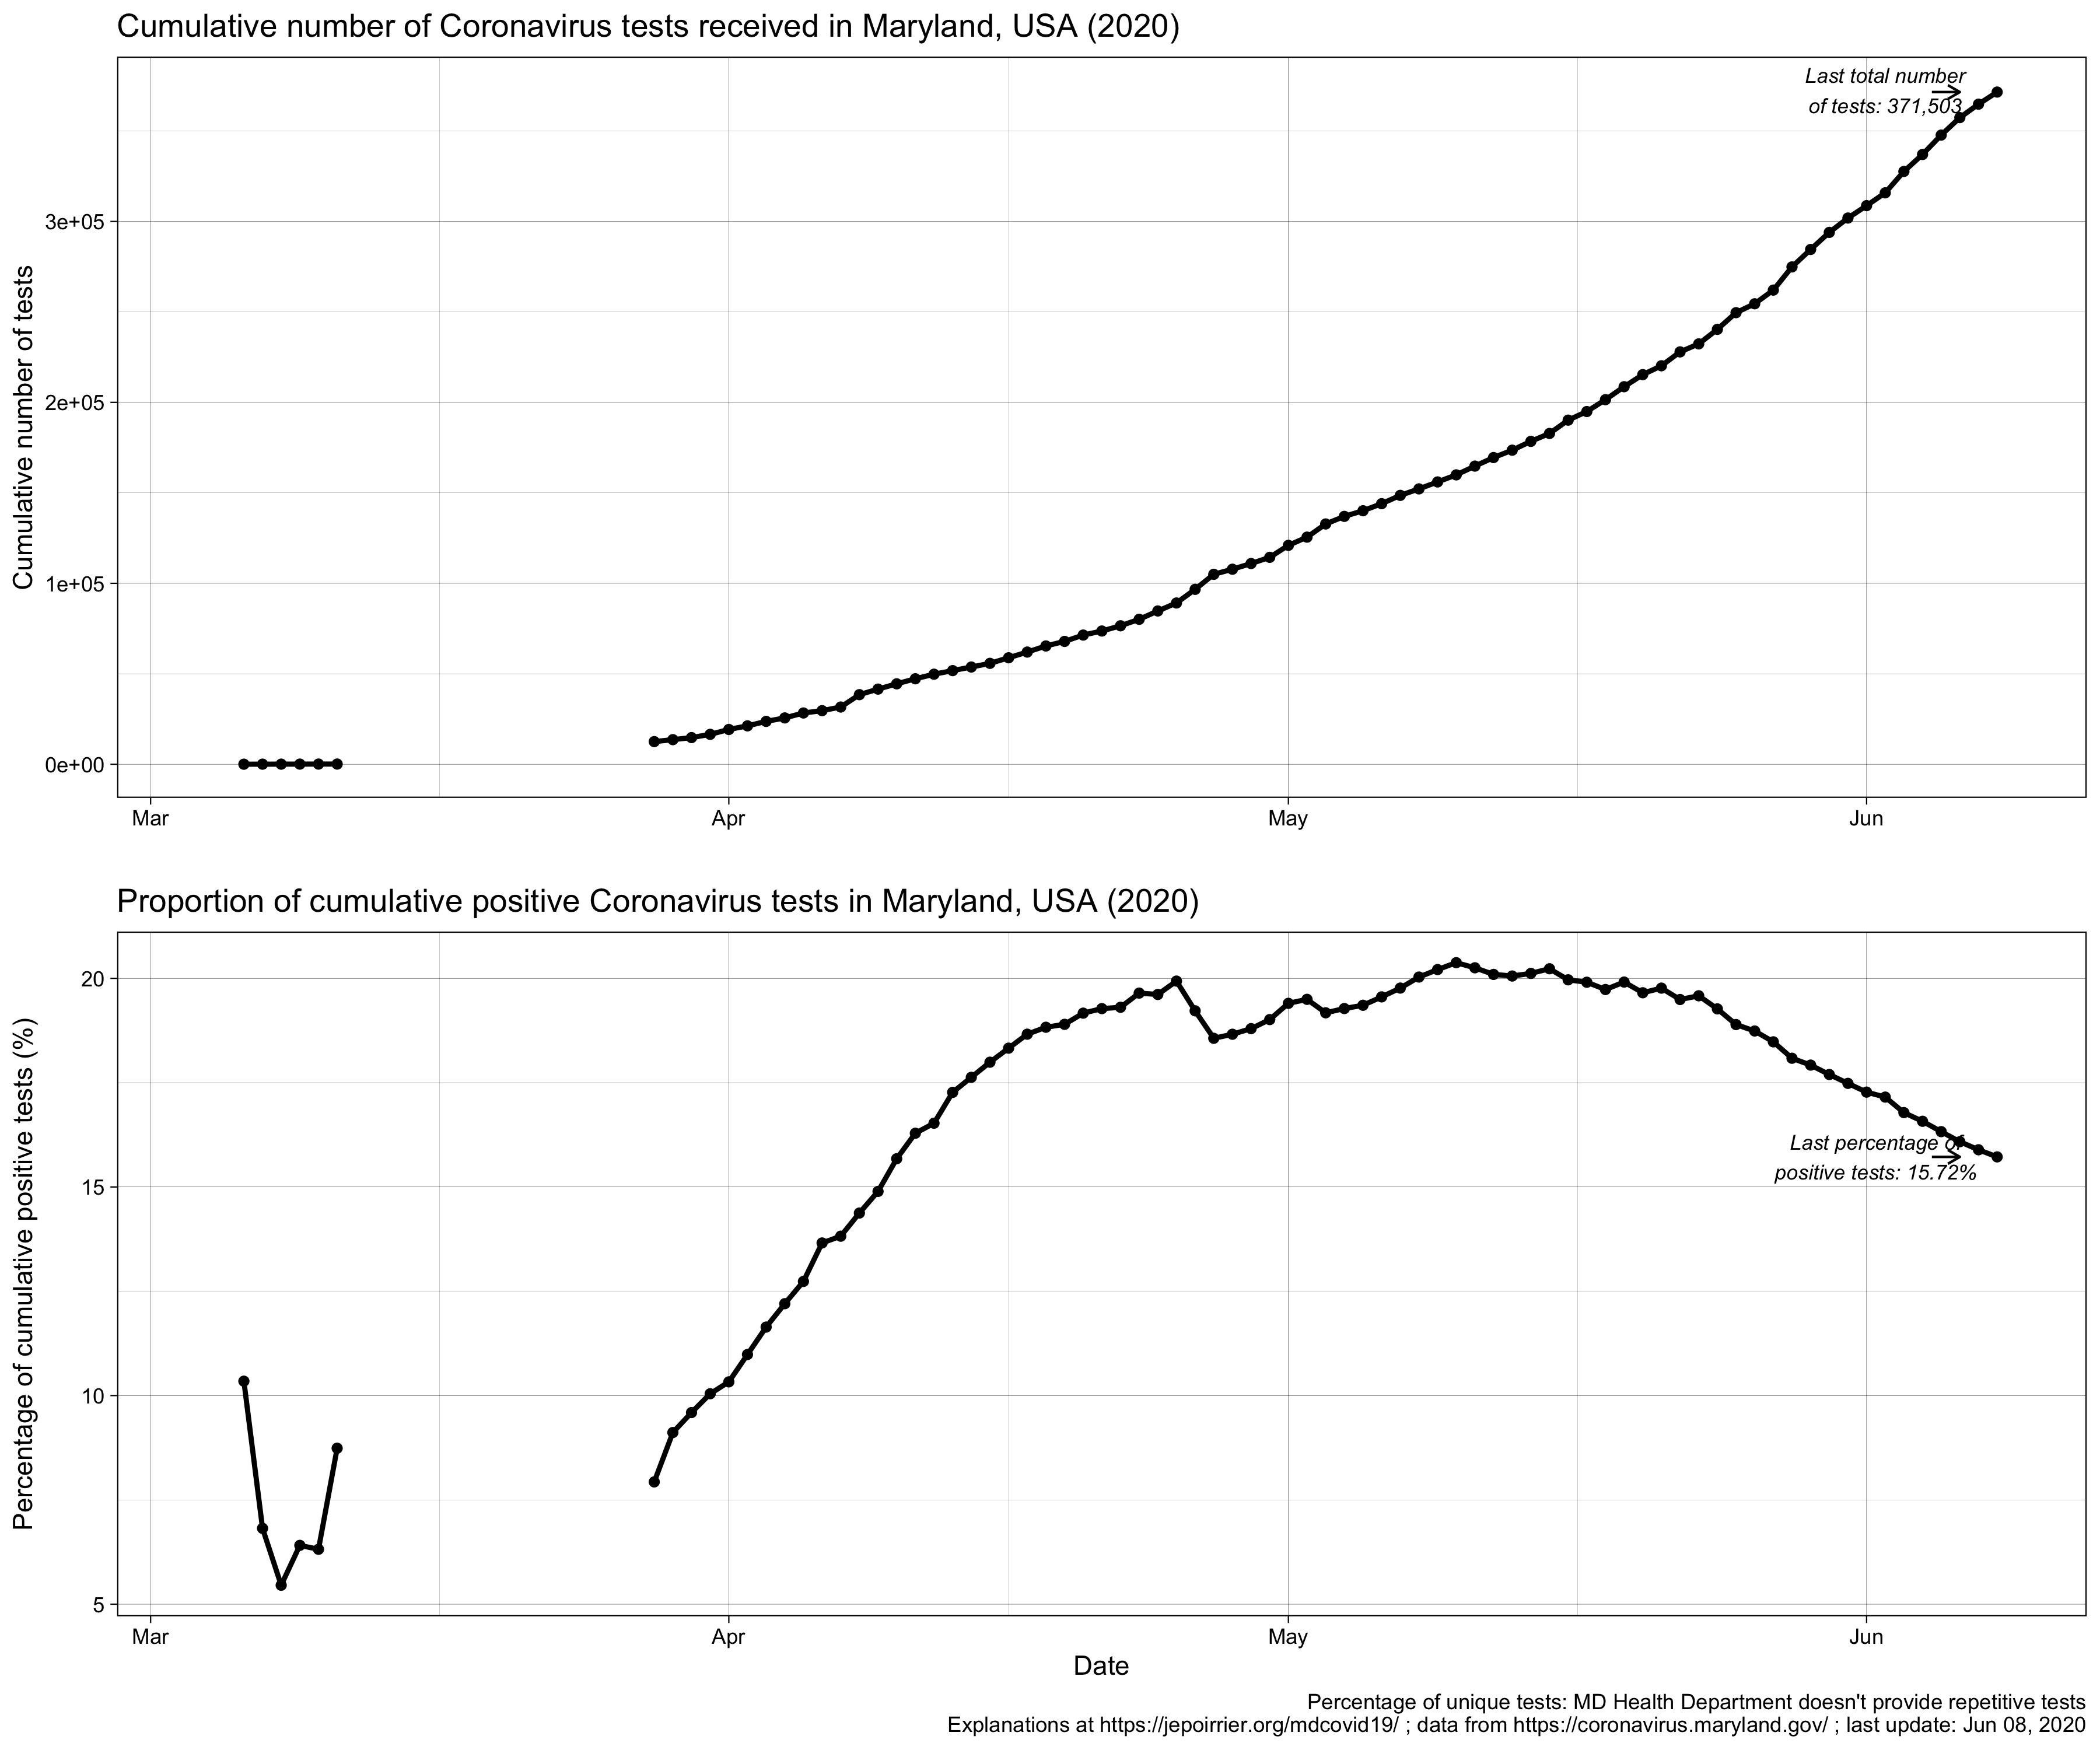 Cumulative number of Coronavirus tests received in Maryland, USA (2020)
Cumulative number of tests
3e+05
2e+05
1e+05
0e+00
Last total number
of tests: 371,503
Mar
Apr
May
Jun
Proportion of cumulative positive Coronavirus tests in Maryland, USA (2020)
Percentage of cumulative positive tests (%)
20
15
10
5
Last percentage of
positive tests: 15.72%
Mar
Apr
May
Jun
Date
Percentage of unique tests: MD Health Department doesn't provide repetitive tests
Explanations at https://jepoirrier.org/mdcovid19/ ; data from https://coronavirus.maryland.gov/ ; last update: Jun 08, 2020